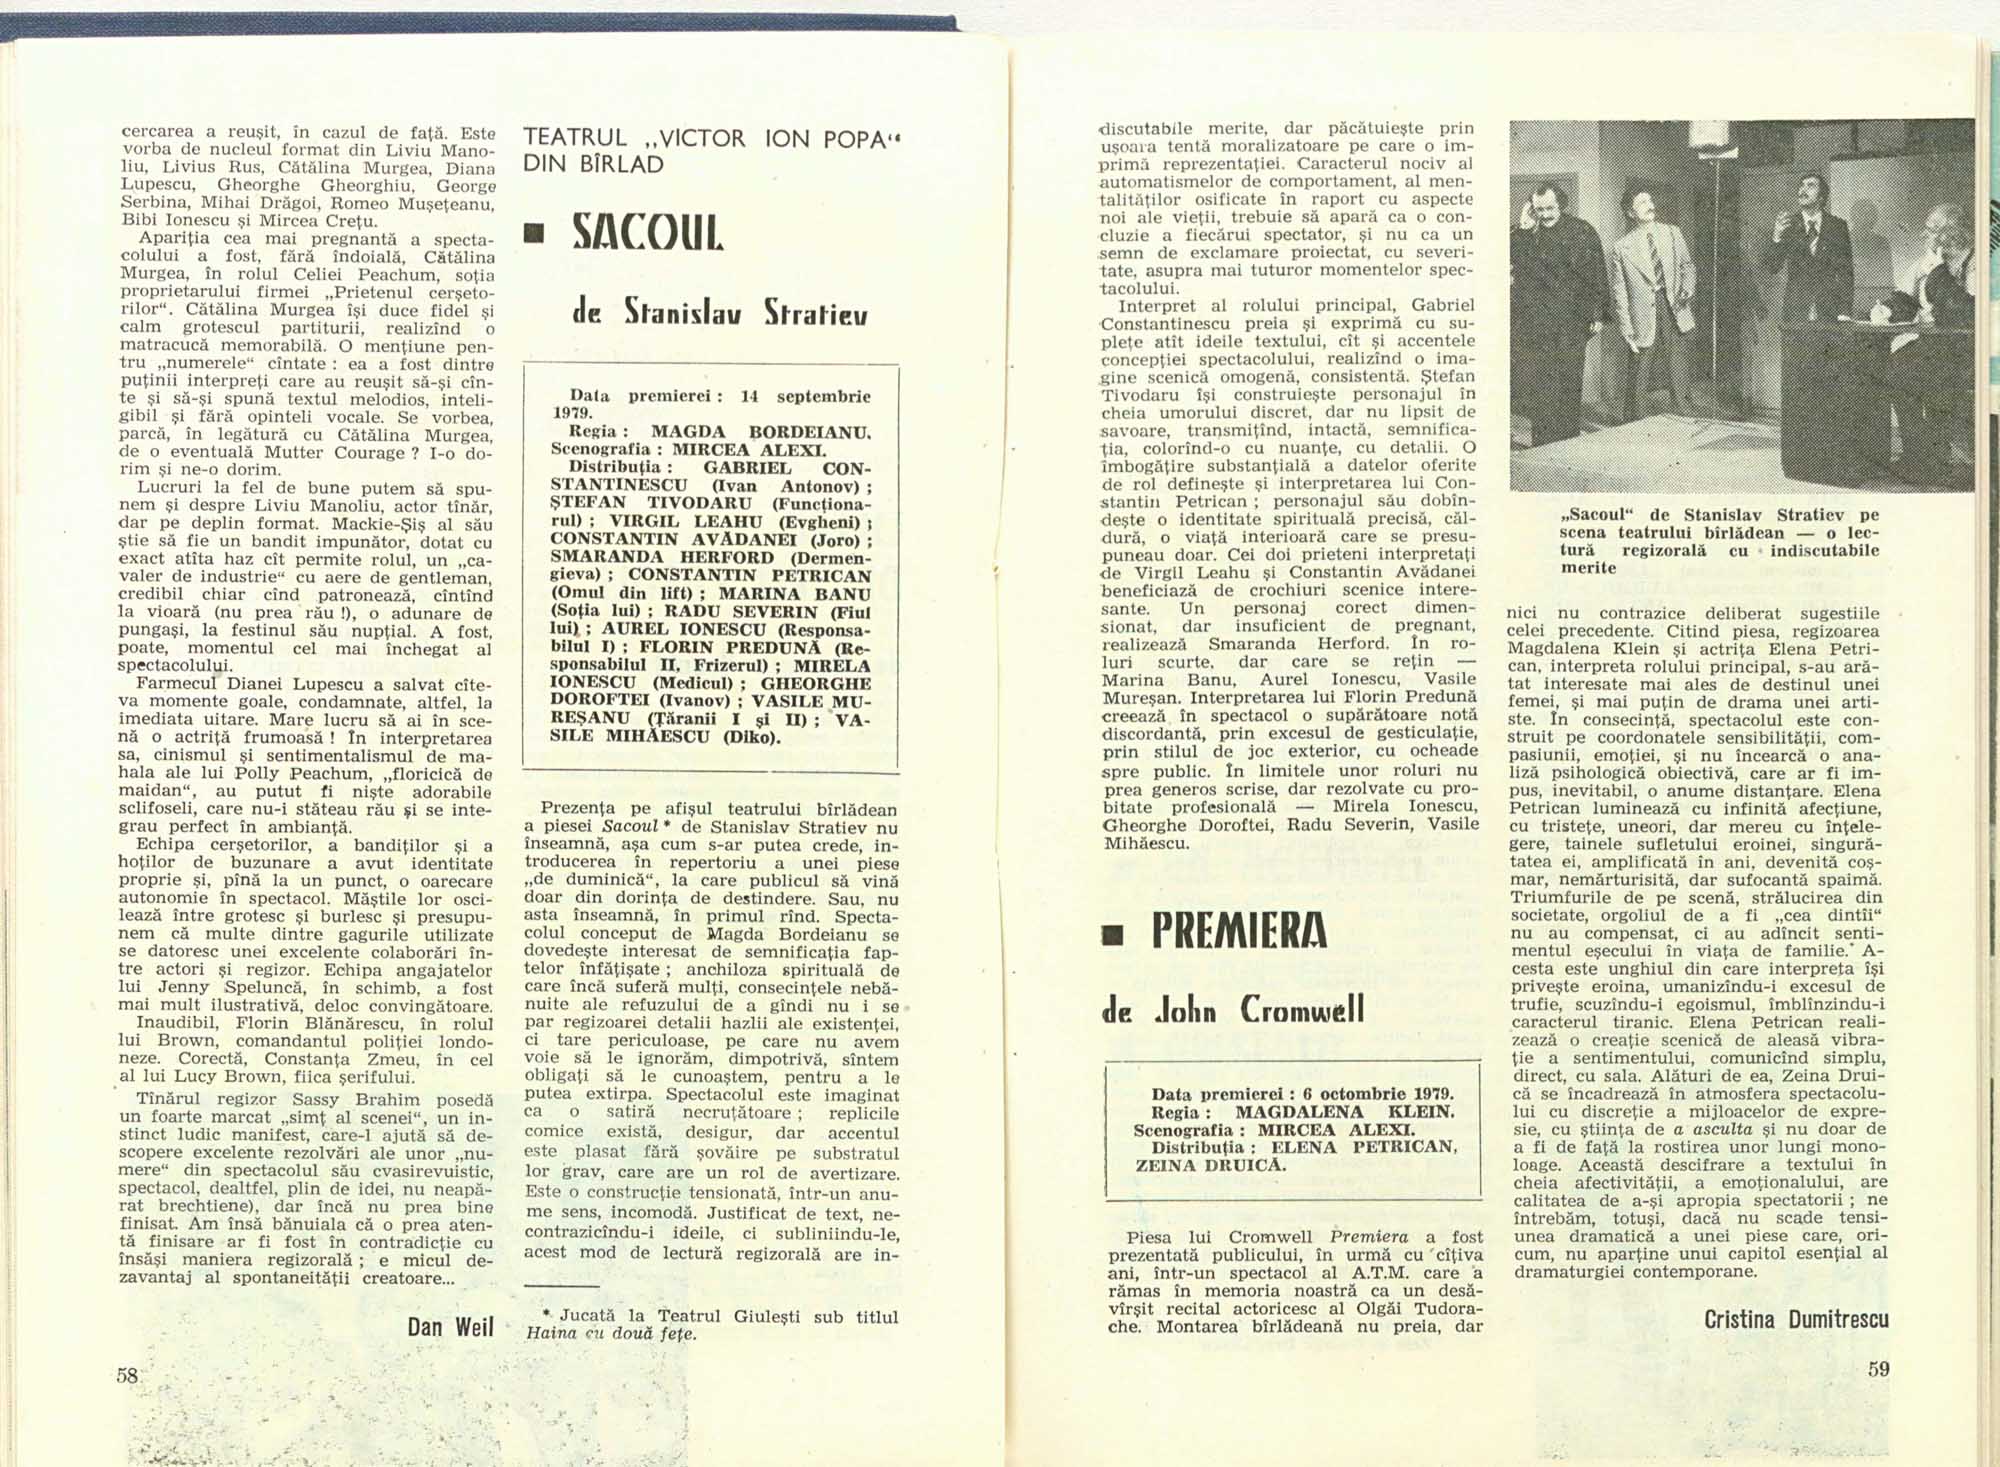 cercarea a reușit, în cazul de față. Este
vorba de nucleul format din Liviu Mano-
liu, Livius Rus, Cătălina Murgea, Diana
Lupescu, Gheorghe Gheorghiu, George
Serbina, Mihai Drăgoi, Romeo Mușețeanu,
Bibi Ionescu și Mircea Crețu.
Apariția cea mai pregnantă a specta-
colului a fost, fără îndoială, Cătălina
Murgea, în rolul Celiei Peachum, soția
proprietarului firmei „Prietenul cerșeto-
rilor“. Cătălina Murgea își duce fidel și
calm grotescul partiturii, realizînd o
matracucă memorabilă. O mențiune pen-
tru „numerele“ cîntate : ea a fost dintre
puținii interpreți care au reușit să-și cîn-
te și să-și spună textul melodios, inteli-
gibil și fără opinteli vocale. Se vorbea,
parcă, în legătură cu Cătălina Murgea,
de o eventuală Mutter Courage ? I-o do-
rim și ne-o dorim.
Lucruri la fel de bune putem să spu-
nem și despre Liviu Manoliu, actor tînăr,
dar pe deplin format. Mackie-Șiș al său
știe să fie un bandit impunător, dotat cu
exact atîta haz cît permite rolul, un „ca-
valer de industrie“ cu aere de gentleman,
credibil chiar cînd patronează, cîntînd
la vioară (nu prea rău !), o adunare de
pungași, la festinul său nupțial. A fost,
poate, momentul cel mai închegat al
spectacolului.
Farmecul Dianei Lupescu a salvat cîte-
va momente goale, condamnate, altfel, la
imediata uitare. Mare lucru să ai în sce-
nă o actriță frumoasă ! În interpretarea
sa, cinismul și sentimentalismul de ma-
hala ale lui Polly Peachum, „floricică de
maidan“, au putut fi niște adorabile
sclifoseli, care nu-i stăteau rău și se inte-
grau perfect în ambianță.
Echipa cerșetorilor, a bandiților și a
hoților de buzunare a avut identitate
proprie și, pînă la un punct, o oarecare
autonomie în spectacol. Măștile lor osci-
lează între grotesc și burlesc și presupu-
nem că multe dintre gagurile utilizate
se datoresc unei excelente colaborări în-
tre actori și regizor. Echipa angajatelor
lui Jenny Speluncă, în schimb, a fost
mai mult ilustrativă, deloc convingătoare.
Inaudibil, Florin Blănărescu, în rolul
lui Brown, comandantul poliției londo-
neze. Corectă, Constanța Zmeu, în cel
al lui Lucy Brown, fiica șerifului.
Tînărul regizor Sassy Brahim posedă
un foarte marcat „simț al scenei“, un in-
stinct ludic manifest, care-l ajută să de-
scopere excelente rezolvări ale unor „nu-
mere“ din spectacolul său cvasirevuistic,
spectacol, dealtfel, plin de idei, nu neapă-
rat brechtiene), dar încă nu prea bine
finisat. Am însă bănuiala că o prea aten-
tă finisare ar fi fost în contradicție cu
însăși maniera regizorală ; e micul de-
zavantaj al spontaneității creatoare...
Dan Weil
58
TEATRUL „VICTOR ION POPA“
DIN BÎRLAD
■ SACOUL
de Stanislav Stratiev
Data premierei : 14 septembrie
1979.
Regia : MAGDA BORDEIANU.
Scenografia : MIRCEA ALEXI.
Distribuția : GABRIEL CON-
STANTINESCU (Ivan Antonov) ;
ȘTEFAN TIVODARU (Funcționa-
rul) ; VIRGIL LEAHU (Evgheni) ;
CONSTANTIN AVĂDANEI (Joro) ;
SMARANDA HERFORD (Dermen-
gieva) ; CONSTANTIN PETRICAN
(Omul din lift) ; MARINA BANU
(Soția lui) ; RADU SEVERIN (Fiul
lui) ; AUREL IONESCU (Responsa-
bilul I) ; FLORIN PREDUNĂ (Re-
sponsabilul II, Frizerul) ; MIRELA
IONESCU (Medicul) ; GHEORGHE
DOROFTEI (Ivanov) ; VASILE MU-
REȘANU (Țăranii I și II) ; VA-
SILE MIHĂESCU (Diko).
Prezența pe afișul teatrului bîrlădean
a piesei Sacoul * de Stanislav Stratiev nu
înseamnă, așa cum s-ar putea crede, in-
troducerea în repertoriu a unei piese
„de duminică“, la care publicul să vină
doar din dorința de destindere. Sau, nu
asta înseamnă, în primul rînd. Specta-
colul conceput de Magda Bordeianu se
dovedește interesat de semnificația fap-
telor înfățișate ; anchiloza spirituală de
care încă suferă mulți, consecințele nebă-
nuite ale refuzului de a gîndi nu i se
par regizoarei detalii hazlii ale existenței,
ci tare periculoase, pe care nu avem
voie să le ignorăm, dimpotrivă, sîntem
obligați să le cunoaștem, pentru a le
putea extirpa. Spectacolul este imaginat
ca o satiră necruțătoare ; replicile
comice există, desigur, dar accentul
este plasat fără șovăire pe substratul
lor grav, care are un rol de avertizare.
Este o construcție tensionată, într-un anu-
me sens, incomodă. Justificat de text, ne-
contrazicîndu-i ideile, ci subliniindu-le,
acest mod de lectură regizorală are in-
* Jucată la Teatrul Giulești sub titlul
Haina cu două fețe.
discutabile merite, dar păcătuiește prin
ușoara tentă moralizatoare pe care o im-
primă reprezentației. Caracterul nociv al
automatismelor de comportament, al men-
talităților osificate în raport cu aspecte
noi ale vieții, trebuie să apară ca o con-
cluzie a fiecărui spectator, și nu ca un
semn de exclamare proiectat, cu severi-
tate, asupra mai tuturor momentelor spec-
tacolului.
Interpret al rolului principal, Gabriel
Constantinescu preia și exprimă cu su-
plețe atît ideile textului, cît și accentele
concepției spectacolului, realizînd o ima-
gine scenică omogenă, consistentă. Ștefan
Tivodaru își construiește personajul în
cheia umorului discret, dar nu lipsit de
savoare, transmițînd, intactă, semnifica-
ția, colorînd-o cu nuanțe, cu detalii. O
îmbogățire substanțială a datelor oferite
de rol definește și interpretarea lui Con-
stantin Petrican ; personajul său dobîn-
dește o identitate spirituală precisă, căl-
dură, o viață interioară care se presu-
puneau doar. Cei doi prieteni interpretați
de Virgil Leahu și Constantin Avădanei
beneficiază de crochiuri scenice intere-
sante. Un personaj corect dimen-
sionat, dar insuficient de pregnant,
realizează Smaranda Herford. În ro-
luri scurte, dar care se rețin —
Marina Banu, Aurel Ionescu, Vasile
Mureșan. Interpretarea lui Florin Predună
creează în spectacol o supărătoare notă
discordantă, prin excesul de gesticulație,
prin stilul de joc exterior, cu ocheade
spre public. În limitele unor roluri nu
prea generos scrise, dar rezolvate cu pro-
bitate profesională — Mirela Ionescu,
Gheorghe Doroftei, Radu Severin, Vasile
Mihăescu.
■ PREMIERA
de John Cromwell
Data premierei : 6 octombrie 1979.
Regia : MAGDALENA KLEIN.
Scenografia : MIRCEA ALEXI.
Distribuția : ELENA PETRICAN,
ZEINA DRUICĂ.
Piesa lui Cromwell Premiera a fost
prezentată publicului, în urmă cu cîțiva
ani, într-un spectacol al A.T.M. care a
rămas în memoria noastră ca un desă-
vîrșit recital actoricesc al Olgăi Tudora-
che. Montarea bîrlădeană nu preia, dar
„Sacoul“ de Stanislav Stratiev pe
scena teatrului bîrlădean — o lec-
tură regizorală cu indiscutabile
merite
nici nu contrazice deliberat sugestiile
celei precedente. Citind piesa, regizoarea
Magdalena Klein și actrița Elena Petri-
can, interpreta rolului principal, s-au ară-
tat interesate mai ales de destinul unei
femei, și mai puțin de drama unei arti-
ste. În consecință, spectacolul este con-
struit pe coordonatele sensibilității, com-
pasiunii, emoției, și nu încearcă o ana-
liză psihologică obiectivă, care ar fi im-
pus, inevitabil, o anume distanțare. Elena
Petrican luminează cu infinită afecțiune,
cu tristețe, uneori, dar mereu cu înțele-
gere, tainele sufletului eroinei, singură-
tatea ei, amplificată în ani, devenită coș-
mar, nemărturisită, dar sufocantă spaimă.
Triumfurile de pe scenă, strălucirea din
societate, orgoliul de a fi „cea dintîi“
nu au compensat, ci au adîncit senti-
mentul eșecului în viața de familie. A-
cesta este unghiul din care interpreta își
privește eroina, umanizîndu-i excesul de
trufie, scuzîndu-i egoismul, îmblînzindu-i
caracterul tiranic. Elena Petrican reali-
zează o creație scenică de aleasă vibra-
ție a sentimentului, comunicînd simplu,
direct, cu sala. Alături de ea, Zeina Drui-
că se încadrează în atmosfera spectacolu-
lui cu discreție a mijloacelor de expre-
sie, cu știința de a asculta și nu doar de
a fi de față la rostirea unor lungi mono-
loage. Această descifrare a textului în
cheia afectivității, a emoționalului, are
calitatea de a-și apropia spectatorii ; ne
întrebăm, totuși, dacă nu scade tensi-
unea dramatică a unei piese care, ori-
cum, nu aparține unui capitol esențial al
dramaturgiei contemporane.
Cristina Dumitrescu
59